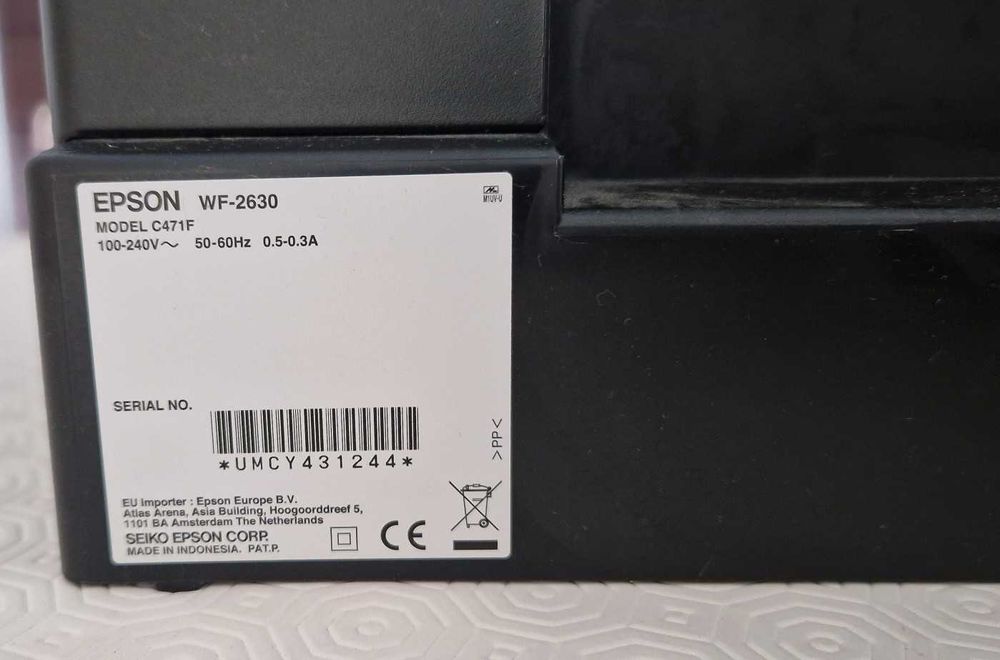 EPSON WF-2630
MODEL C471F
100-240V～ 50-60Hz 0.5-0.3A
M1UV-U
SERIAL NO.
*UMCY431244*
>PP<
EU Importer : Epson Europe B.V.
Atlas Arena, Asia Building, Hoogoorddreef 5,
1101 BA Amsterdam The Netherlands
SEIKO EPSON CORP.
MADE IN INDONESIA. PAT.P.
CE